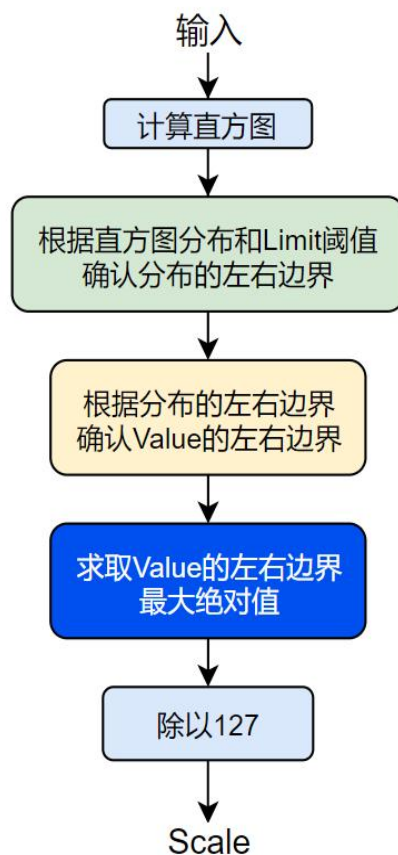 输入
计算直方图
根据直方图分布和Limit阈值
确认分布的左右边界
根据分布的左右边界
确认Value的左右边界
求取Value的左右边界
最大绝对值
除以127
Scale